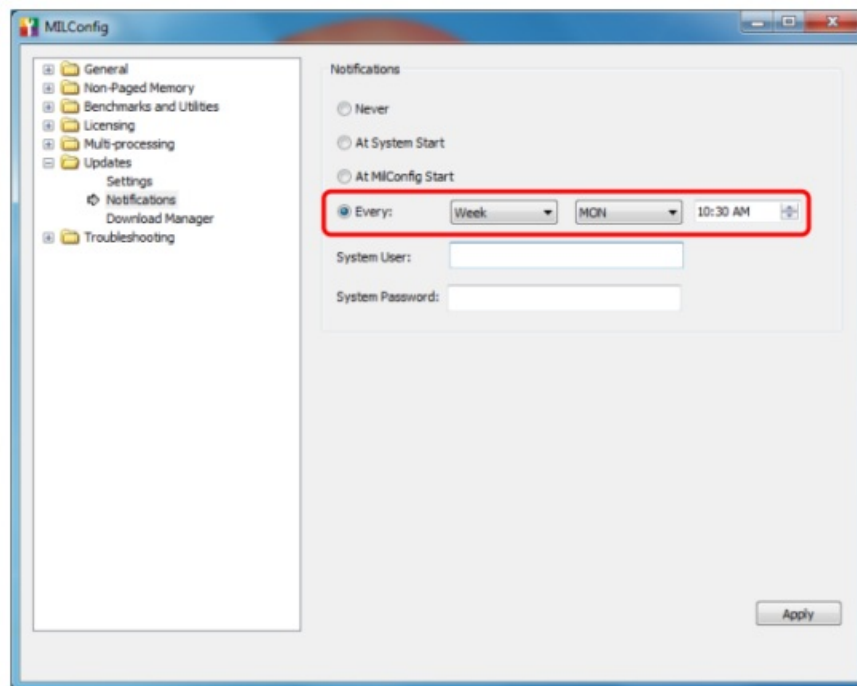 MILConfig
General
Non-Paged Memory
Benchmarks and Utilities
Licensing
Multi-processing
Updates
Settings
Notifications
Download Manager
Troubleshooting
Notifications
Never
At System Start
At MilConfig Start
Every: Week MON 10:30 AM
System User:
System Password:
Apply